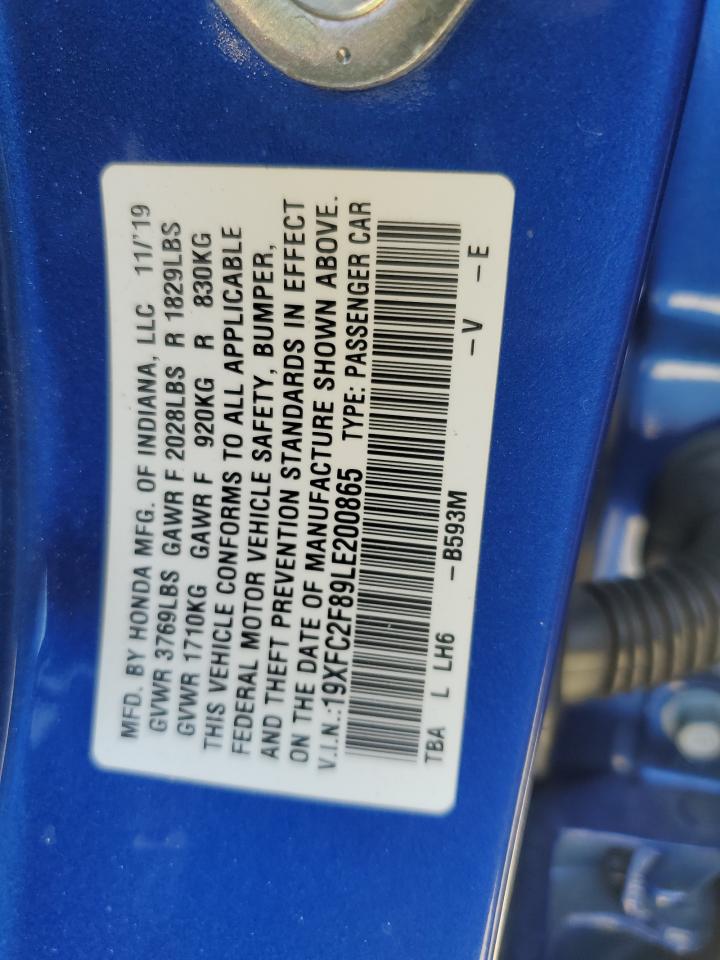 MFD. BY HONDA MFG. OF INDIANA, LLC 11/'19
GVWR 3769LBS GAWR F 2028LBS R 1829LBS
GVWR 1710KG GAWR F 920KG R 830KG
THIS VEHICLE CONFORMS TO ALL APPLICABLE
FEDERAL MOTOR VEHICLE SAFETY, BUMPER,
AND THEFT PREVENTION STANDARDS IN EFFECT
ON THE DATE OF MANUFACTURE SHOWN ABOVE.
V.I.N.:19XFC2F89LE200865 TYPE: PASSENGER CAR
TBA L LH6 -B593M -V -E